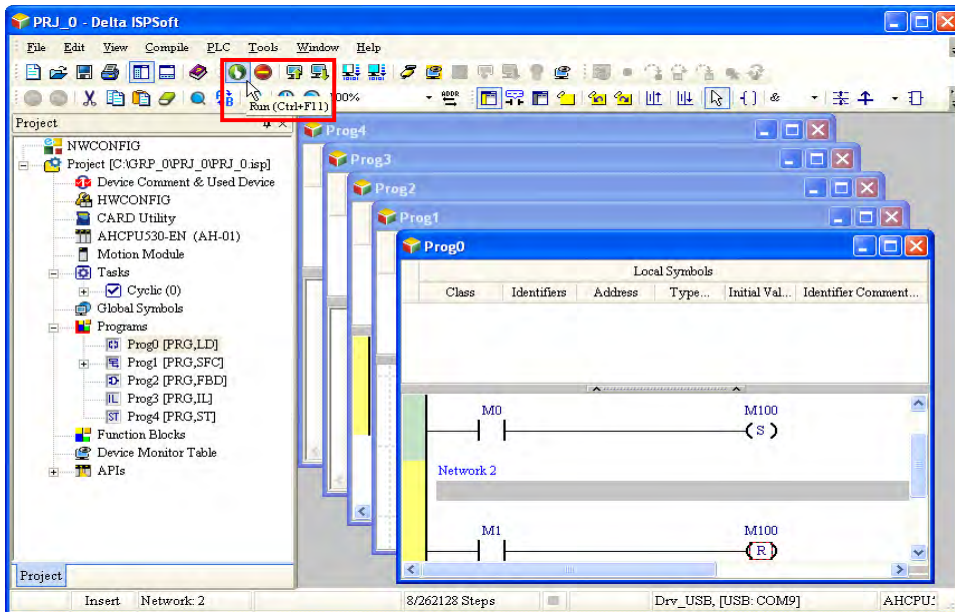 PRJ_0 - Delta ISPSoft
File Edit View Compile PLC Tools Window Help
100%
ADDR
Run (Ctrl+F11)
Project
NWCONFIG
Project [C:\GRP_0\PRJ_0\PRJ_0.isp]
Device Comment & Used Device
HWCONFIG
CARD Utility
AHCPU530-EN (AH-01)
Motion Module
Tasks
Cyclic (0)
Global Symbols
Programs
Prog0 [PRG,LD]
Prog1 [PRG,SFC]
Prog2 [PRG,FBD]
Prog3 [PRG,IL]
Prog4 [PRG,ST]
Function Blocks
Device Monitor Table
APIs
Project
Prog4
Prog3
Prog2
Prog1
Prog0
Local Symbols
Class Identifiers Address Type... Initial Val... Identifier Comment...
M0 M100
S
Network 2
M1 M100
R
Insert Network: 2 8/262128 Steps Drv_USB, [USB: COM9] AHCPU